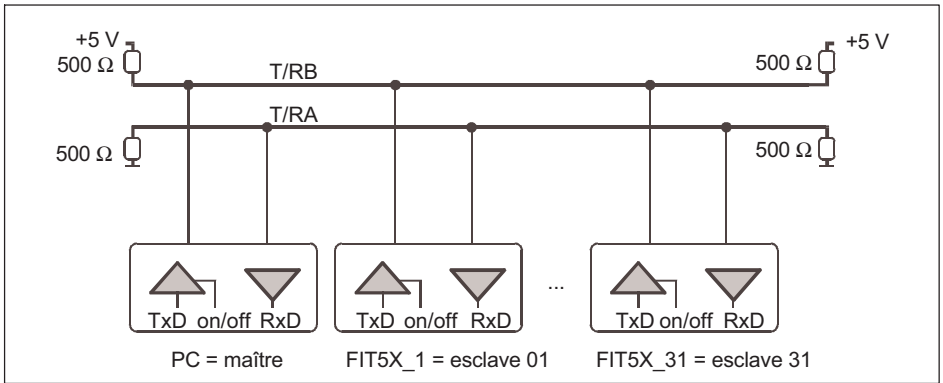 +5 V
+5 V
500 Ω
500 Ω
T/RB
T/RA
500 Ω
500 Ω
...
TxD on/off RxD
TxD on/off RxD
TxD on/off RxD
PC = maître
FIT5X_1 = esclave 01
FIT5X_31 = esclave 31